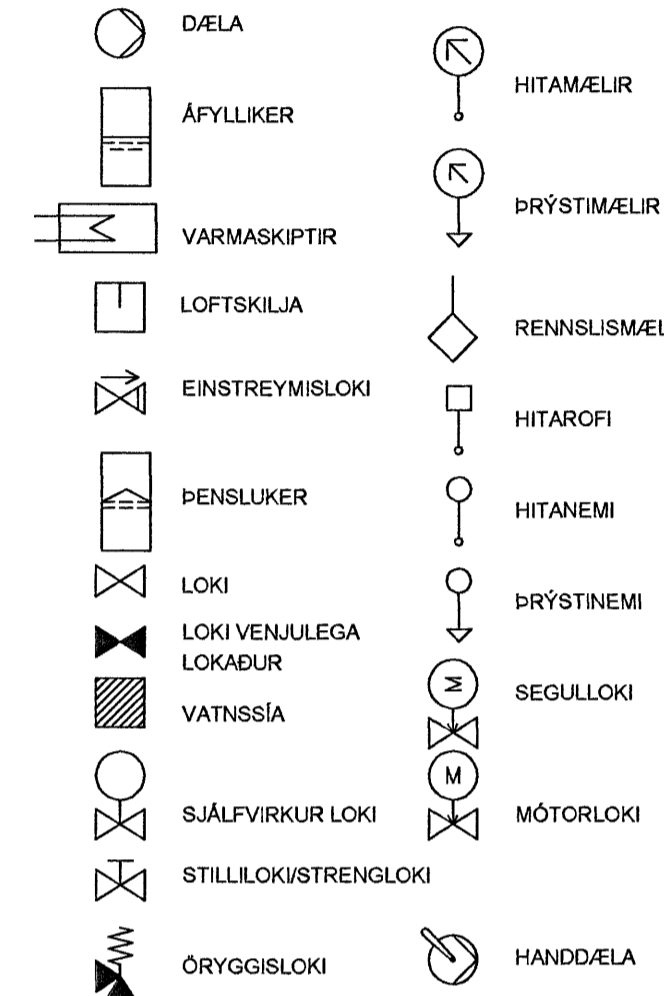 DÆLA
ÁFYLLIKER
VARMASKIPTIR
LOFTSKILJA
EINSTREYMISLOKI
ÞENSLUKER
LOKI
LOKI VENJULEGA
LOKAÐUR
VATNSSÍA
SJÁLFVIRKUR LOKI
STILLILOKI/STRENGLOKI
ÖRYGGISLOKI
HITAMÆLIR
ÞRÝSTIMÆLIR
RENNSLISMÆL
HITAROFI
HITANEMI
ÞRÝSTINEMI
M
SEGULLOKI
M
MÓTORLOKI
HANDDÆLA